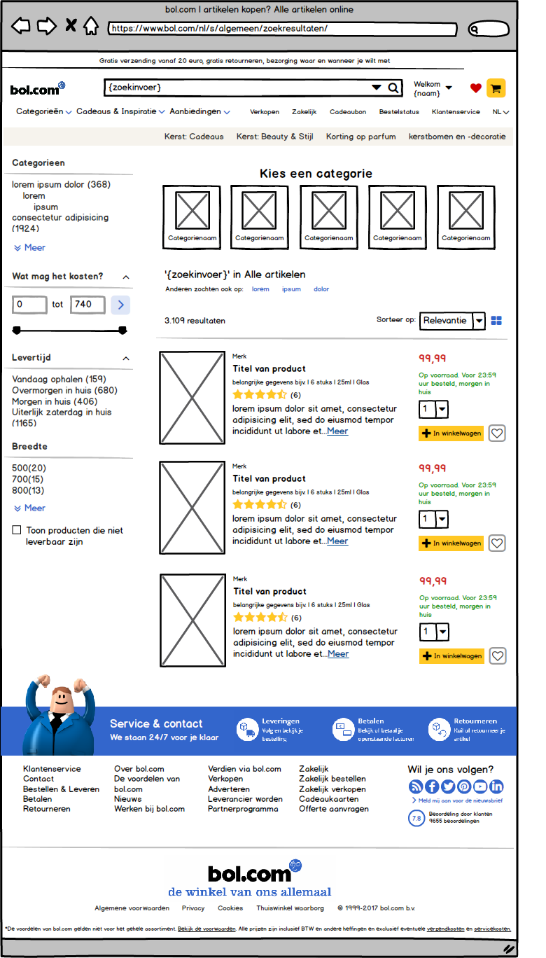 bol.com | artikelen kopen? Alle artikelen online
https://www.bol.com/nl/s/algemeen/zoekresultaten/
Gratis verzending vanaf 20 euro, gratis retourneren, bezorging waar en wanneer je wilt met
bol.com
{zoekinvoer}
Welkom
{naam}
Categorieën Cadeaus & Inspiratie Aanbiedingen Verkopen Zakelijk Cadeaubon Bestelstatus Klantenservice NL
Kerst: Cadeaus Kerst: Beauty & Stijl Korting op parfum kerstbomen en -decoratie
Categorieen
lorem ipsum dolor (368)
lorem
ipsum
consectetur adipisicing
(1924)
Meer
Wat mag het kosten?
0 tot 740
Levertijd
Vandaag ophalen (159)
Overmorgen in huis (680)
Morgen in huis (406)
Uiterlijk zaterdag in huis
(1165)
Breedte
500(20)
700(15)
800(13)
Meer
Toon producten die niet
leverbaar zijn
Kies een categorie
Categorienaam Categorienaam Categorienaam Categorienaam Categorienaam
'{zoekinvoer}' in Alle artikelen
Anderen zochten ook op: lorem ipsum dolor
3.109 resultaten
Sorteer op: Relevantie
Merk
Titel van product
belangrijke gegevens bijv | 6 stuks | 25ml | Glas
(6)
lorem ipsum dolor sit amet, consectetur
adipisicing elit, sed do eiusmod tempor
incididunt ut labore et...Meer
99,99
Op voorraad. Voor 23:59
uur besteld, morgen in
huis
1
In winkelwagen
Merk
Titel van product
belangrijke gegevens bijv | 6 stuks | 25ml | Glas
(6)
lorem ipsum dolor sit amet, consectetur
adipisicing elit, sed do eiusmod tempor
incididunt ut labore et...Meer
99,99
Op voorraad. Voor 23:59
uur besteld, morgen in
huis
1
In winkelwagen
Merk
Titel van product
belangrijke gegevens bijv | 6 stuks | 25ml | Glas
(6)
lorem ipsum dolor sit amet, consectetur
adipisicing elit, sed do eiusmod tempor
incididunt ut labore et...Meer
99,99
Op voorraad. Voor 23:59
uur besteld, morgen in
huis
1
In winkelwagen
Service & contact
We staan 24/7 voor je klaar
Leveringen
Volg en bekijk je
bestelling
Betalen
Bekijk of betaal je
openstaande facturen
Retourneren
Ruil of retourneer je
artikel
Klantenservice
Contact
Bestellen & Leveren
Betalen
Retourneren
Over bol.com
De voordelen van
bol.com
Nieuws
Werken bij bol.com
Verdien via bol.com
Verkopen
Adverteren
Leverancier worden
Partnerprogramma
Zakelijk
Zakelijk bestellen
Zakelijk verkopen
Cadeaukaarten
Offerte aanvragen
Wil je ons volgen?
Meld mij aan voor de nieuwsbrief
7.8
Beoordeling door klanten
9655 beoordelingen
bol.com
de winkel van ons allemaal
Algemene voorwaarden Privacy Cookies Thuiswinkel waarborg © 1999-2017 bol.com b.v.
*De voordelen van bol.com gelden niet voor het gehele assortiment. Bekijk de voorwaarden. Alle prijzen zijn inclusief BTW en andere heffingen en exclusief eventuele verzendkosten en servicekosten.